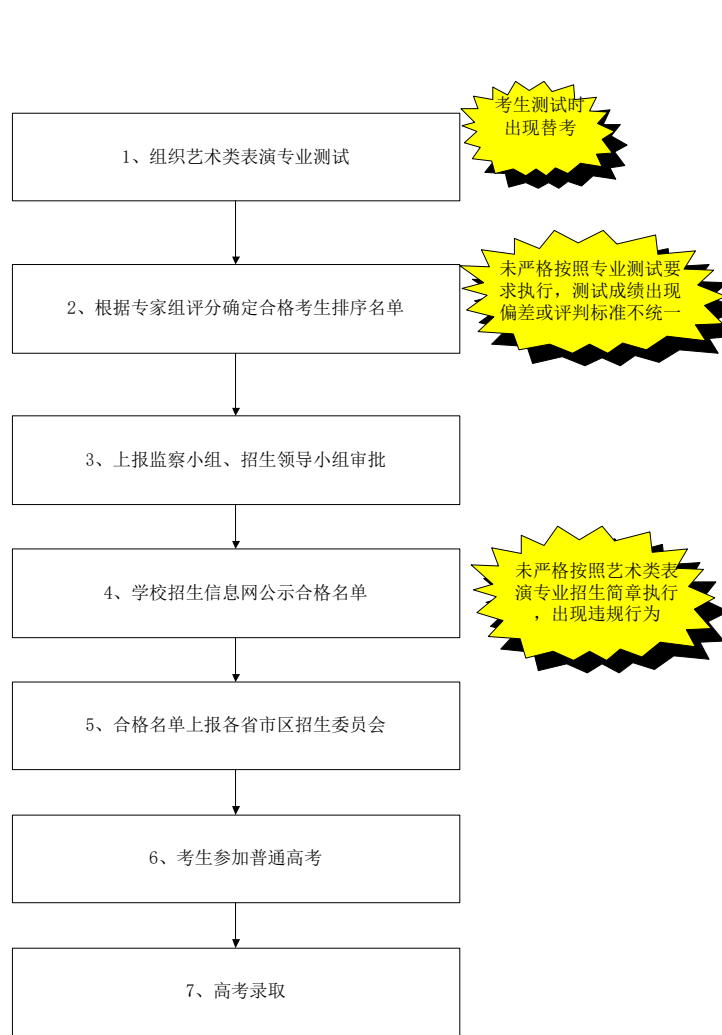 考生测试时
出现替考
1、组织艺术类表演专业测试
未严格按照专业测试要
求执行，测试成绩出现
偏差或评判标准不统一
2、根据专家组评分确定合格考生排序名单
3、上报监察小组、招生领导小组审批
未严格按照艺术类表
演专业招生简章执行
，出现违规行为
4、学校招生信息网公示合格名单
5、合格名单上报各省市区招生委员会
6、考生参加普通高考
7、高考录取